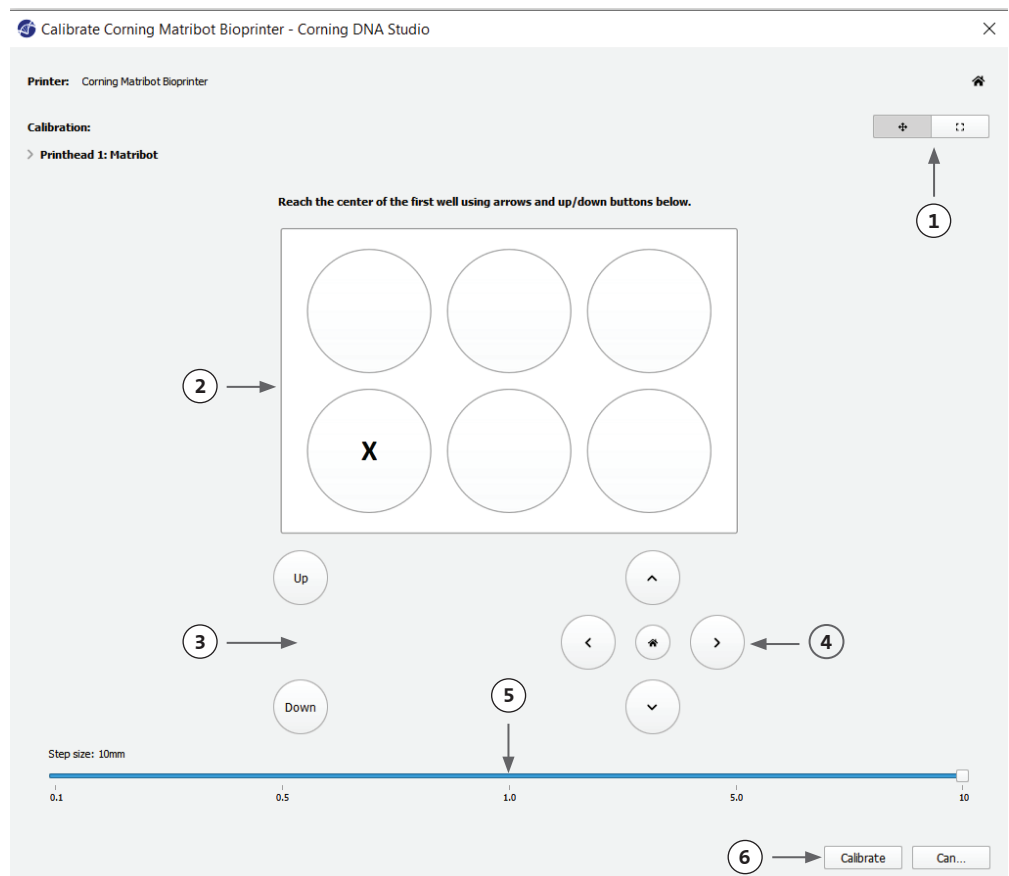 Calibrate Corning Matribot Bioprinter - Corning DNA Studio
Printer: Corning Matribot Bioprinter
Calibration:
Printhead 1: Matribot
1
Reach the center of the first well using arrows and up/down buttons below.
2
X
Up
3
4
Down
5
Step size: 10mm
0.1 0.5 1.0 5.0 10
6 Calibrate Can...